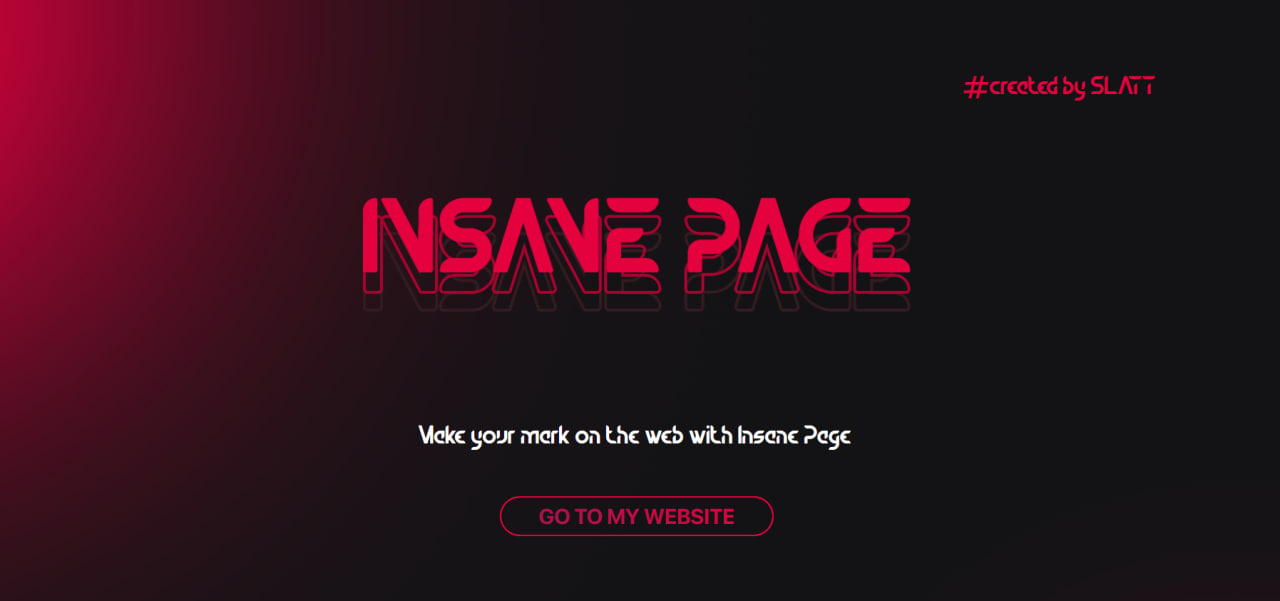 #created by SLATT
INSANE PAGE
Make your mark on the web with Insane Page
GO TO MY WEBSITE